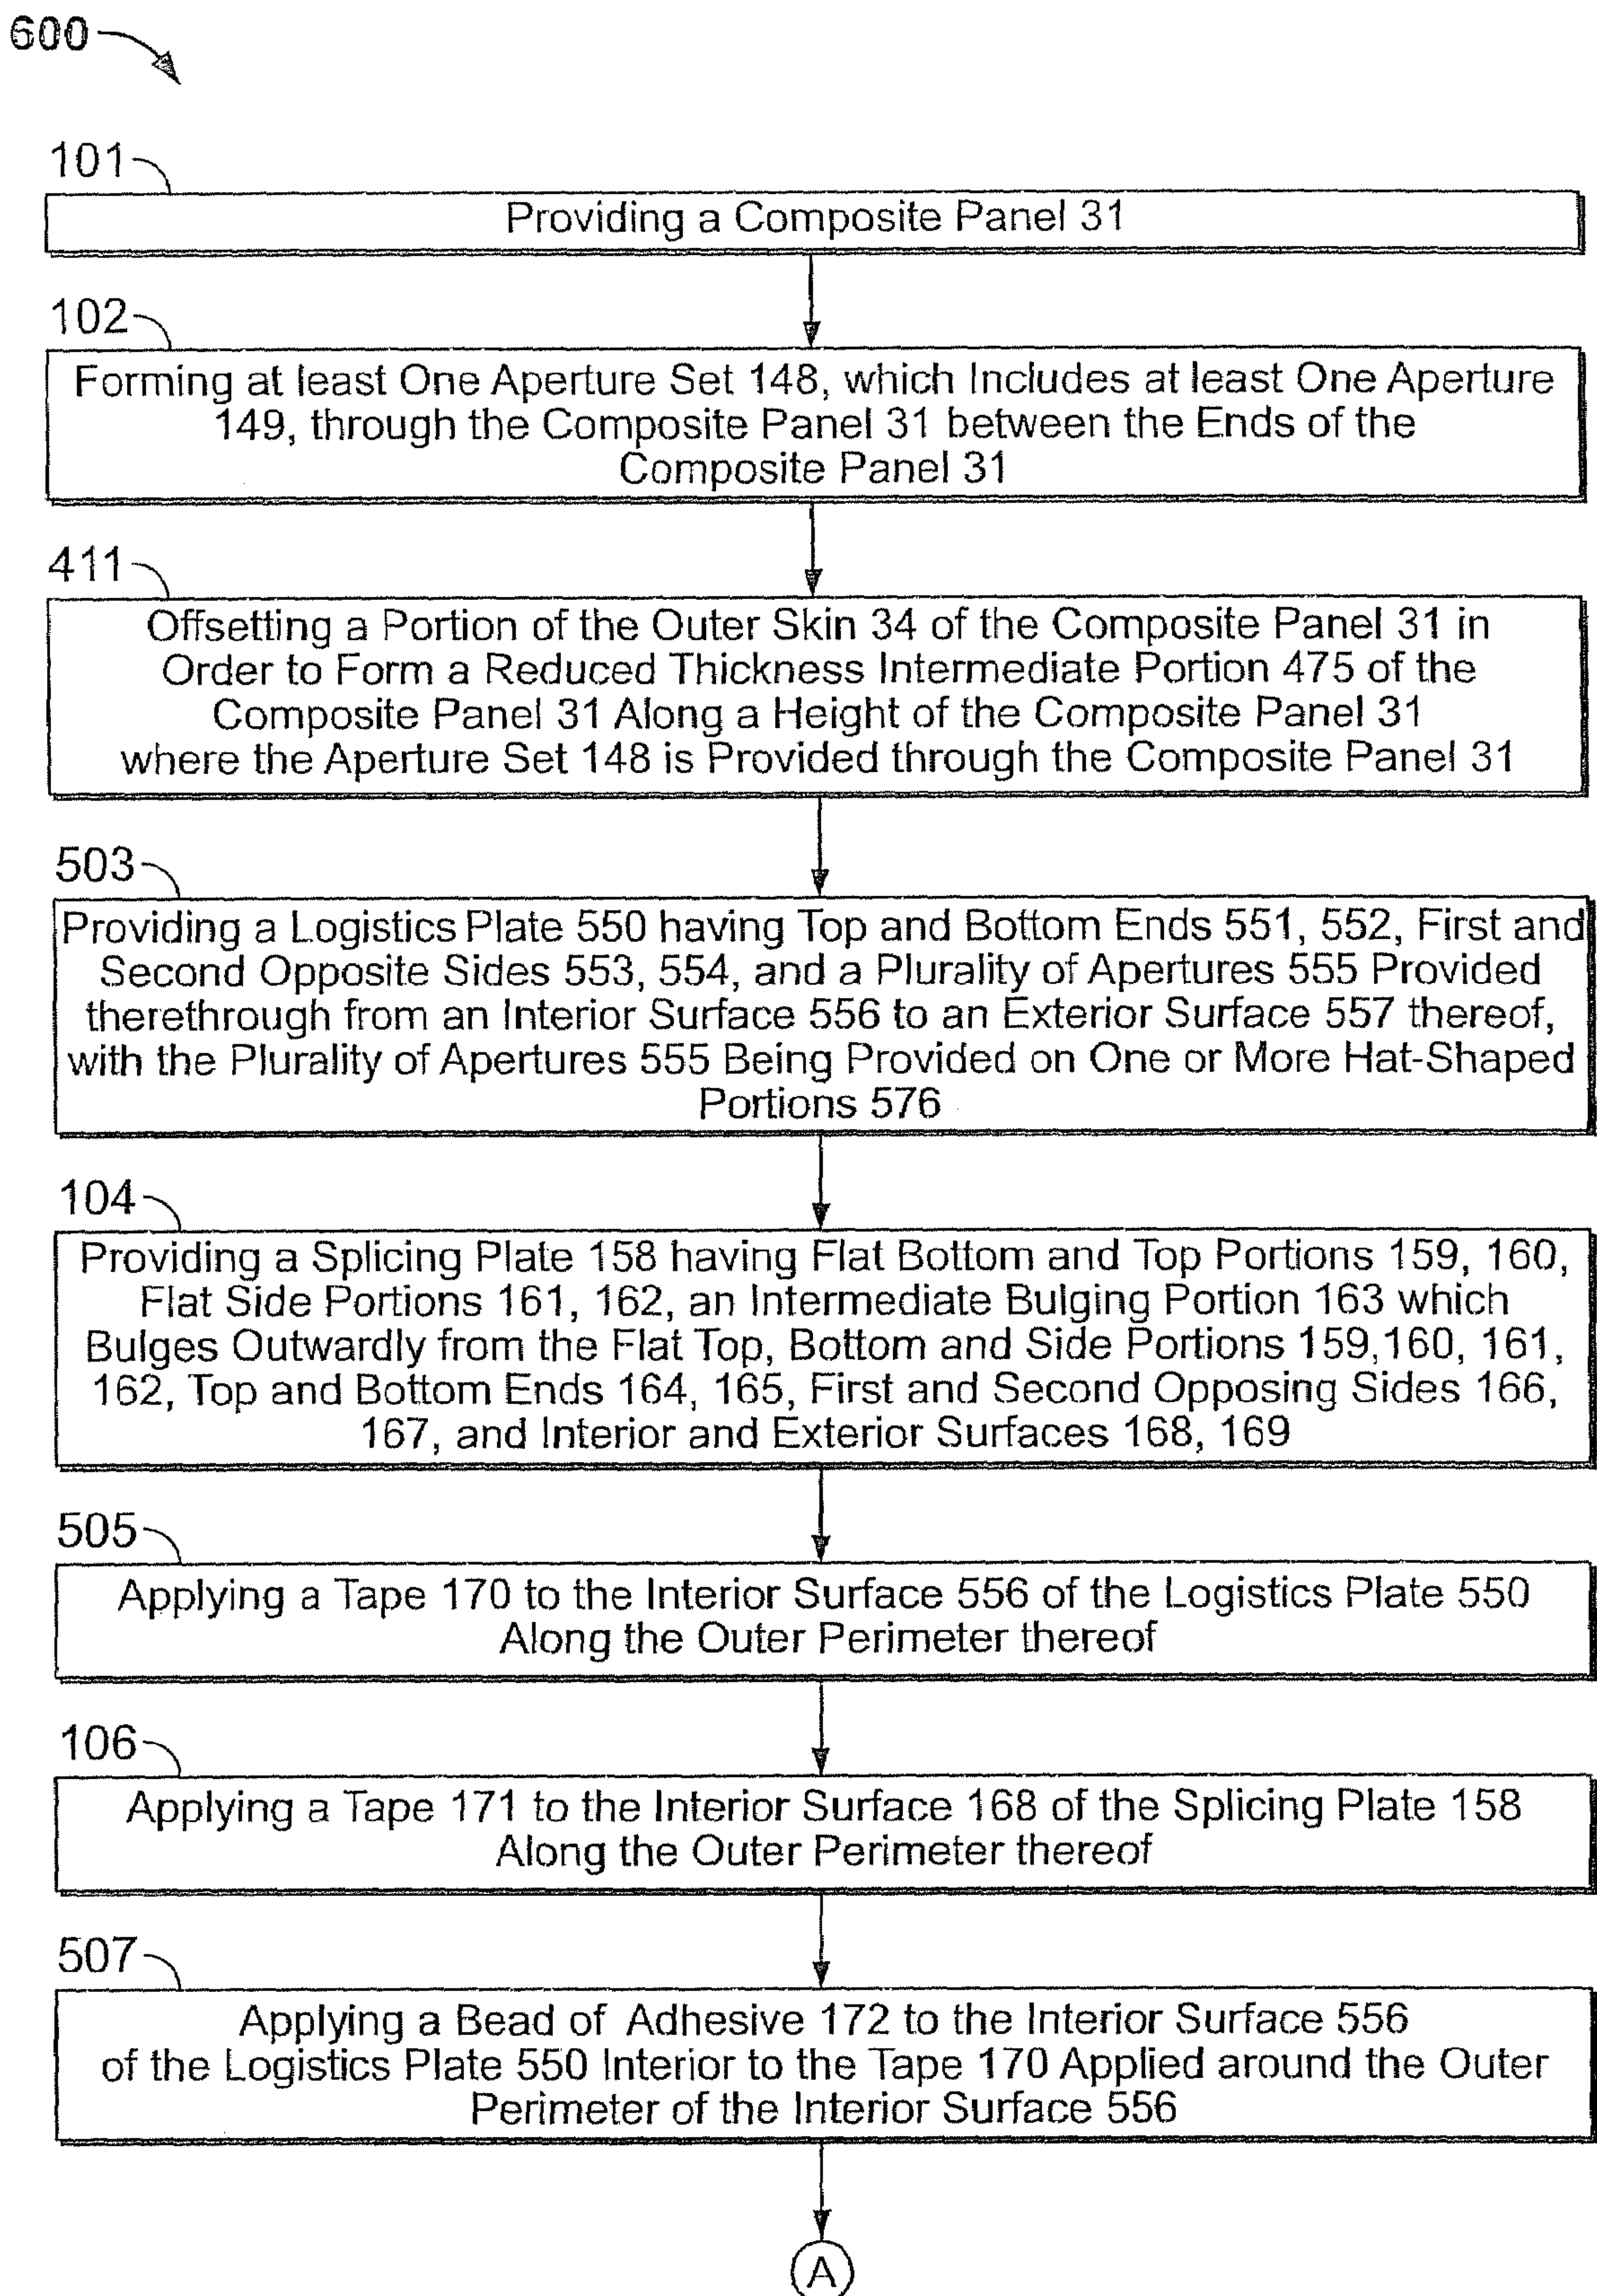 600
101
Providing a Composite Panel 31
102
Forming at least One Aperture Set 148, which Includes at least One Aperture
149, through the Composite Panel 31 between the Ends of the
Composite Panel 31
411
Offsetting a Portion of the Outer Skin 34 of the Composite Panel 31 in
Order to Form a Reduced Thickness Intermediate Portion 475 of the
Composite Panel 31 Along a Height of the Composite Panel 31
where the Aperture Set 148 is Provided through the Composite Panel 31
503
Providing a Logistics Plate 550 having Top and Bottom Ends 551, 552, First and
Second Opposite Sides 553, 554, and a Plurality of Apertures 555 Provided
therethrough from an Interior Surface 556 to an Exterior Surface 557 thereof,
with the Plurality of Apertures 555 Being Provided on One or More Hat-Shaped
Portions 576
104
Providing a Splicing Plate 158 having Flat Bottom and Top Portions 159, 160,
Flat Side Portions 161, 162, an Intermediate Bulging Portion 163 which
Bulges Outwardly from the Flat Top, Bottom and Side Portions 159,160, 161,
162, Top and Bottom Ends 164, 165, First and Second Opposing Sides 166,
167, and Interior and Exterior Surfaces 168, 169
505
Applying a Tape 170 to the Interior Surface 556 of the Logistics Plate 550
Along the Outer Perimeter thereof
106
Applying a Tape 171 to the Interior Surface 168 of the Splicing Plate 158
Along the Outer Perimeter thereof
507
Applying a Bead of Adhesive 172 to the Interior Surface 556
of the Logistics Plate 550 Interior to the Tape 170 Applied around the Outer
Perimeter of the Interior Surface 556
A